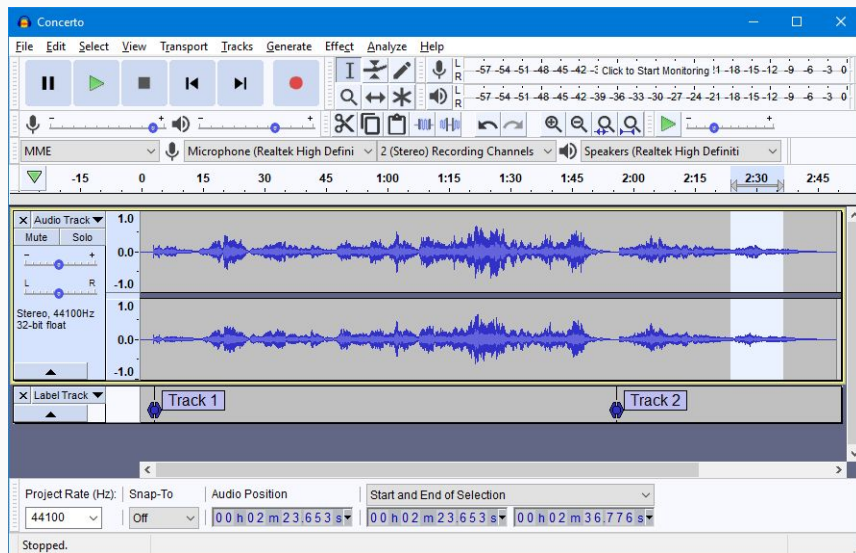 Concerto
File Edit Select View Transport Tracks Generate Effect Analyze Help
L
R
-57 -54 -51 -48 -45 -42 -3 Click to Start Monitoring !1 -18 -15 -12 -9 -6 -3 0
L
R
-57 -54 -51 -48 -45 -42 -39 -36 -33 -30 -27 -24 -21 -18 -15 -12 -9 -6 -3 0
- + - + - +
MME Microphone (Realtek High Defini 2 (Stereo) Recording Channels Speakers (Realtek High Definiti
-15 0 15 30 45 1:00 1:15 1:30 1:45 2:00 2:15 2:30 2:45
Audio Track 1.0
Mute Solo
- + 0.0
L R -1.0
Stereo, 44100Hz 1.0
32-bit float 0.0
-1.0
Label Track
Track 1 Track 2
Project Rate (Hz): Snap-To Audio Position Start and End of Selection
44100 Off 00 h 02 m 23.653 s 00 h 02 m 23.653 s 00 h 02 m 36.776 s
Stopped.